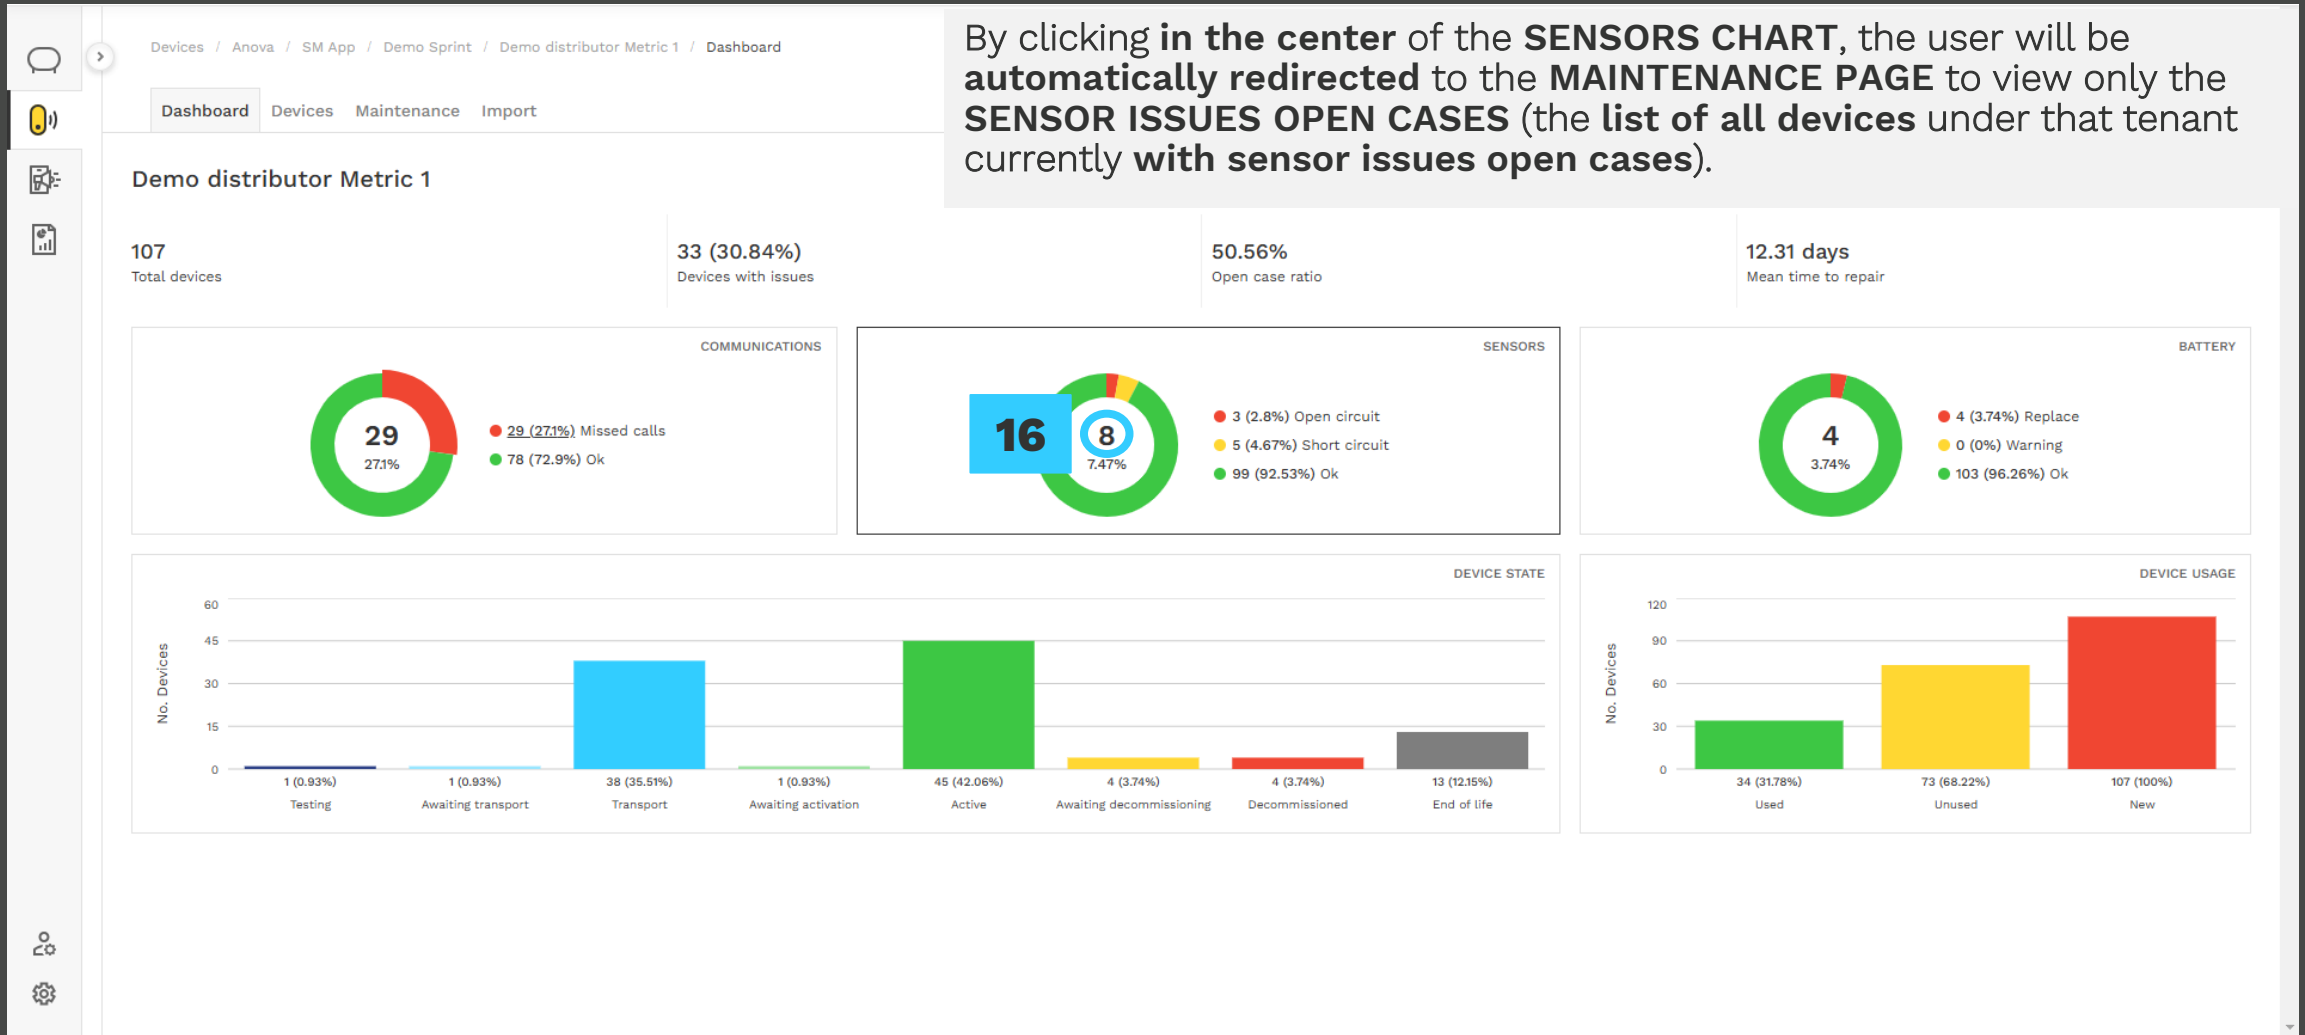 By clicking in the center of the SENSORS CHART, the user will be
automatically redirected to the MAINTENANCE PAGE to view only the
SENSOR ISSUES OPEN CASES (the list of all devices under that tenant
currently with sensor issues open cases).
Devices / Anova / SM App / Demo Sprint / Demo distributor Metric 1 / Dashboard
Dashboard Devices Maintenance Import
Demo distributor Metric 1
107
Total devices
33 (30.84%)
Devices with issues
50.56%
Open case ratio
12.31 days
Mean time to repair
COMMUNICATIONS
29
27.1%
29 (27.1%) Missed calls
78 (72.9%) Ok
SENSORS
16
8
7.47%
3 (2.8%) Open circuit
5 (4.67%) Short circuit
99 (92.53%) Ok
BATTERY
4
3.74%
4 (3.74%) Replace
0 (0%) Warning
103 (96.26%) Ok
DEVICE STATE
No. Devices
60
45
30
15
0
1 (0.93%) 1 (0.93%) 38 (35.51%) 1 (0.93%) 45 (42.06%) 4 (3.74%) 4 (3.74%) 13 (12.15%)
Testing Awaiting transport Transport Awaiting activation Active Awaiting decommissioning Decommissioned End of life
DEVICE USAGE
No. Devices
120
90
60
30
0
34 (31.78%) 73 (68.22%) 107 (100%)
Used Unused New